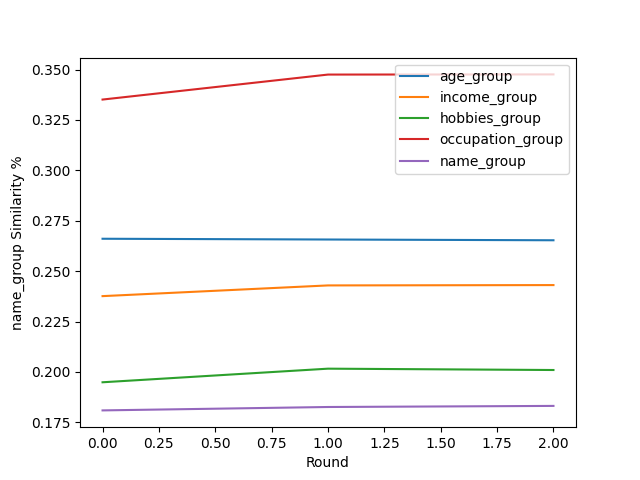 0.350
0.325
0.300
0.275
0.250
0.225
0.200
0.175
name_group Similarity %
age_group
income_group
hobbies_group
occupation_group
name_group
0.00 0.25 0.50 0.75 1.00 1.25 1.50 1.75 2.00
Round